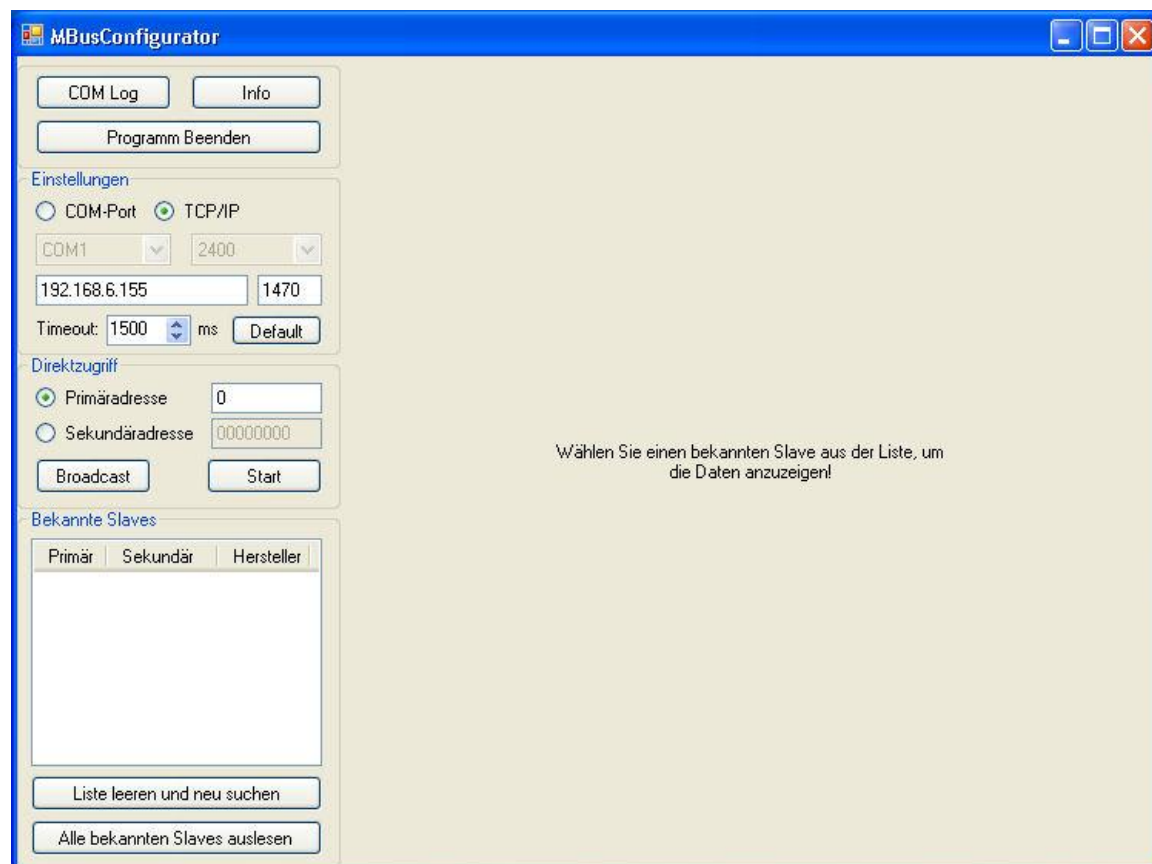 MBusConfigurator
COM Log Info
Programm Beenden
Einstellungen
COM-Port TCP/IP
COM1 2400
192.168.6.155 1470
Timeout: 1500 ms Default
Direktzugriff
Primäradresse 0
Sekundäradresse 00000000
Broadcast Start
Bekannte Slaves
Primär Sekundär Hersteller
Liste leeren und neu suchen
Alle bekannten Slaves auslesen
Wählen Sie einen bekannten Slave aus der Liste, um
die Daten anzuzeigen!